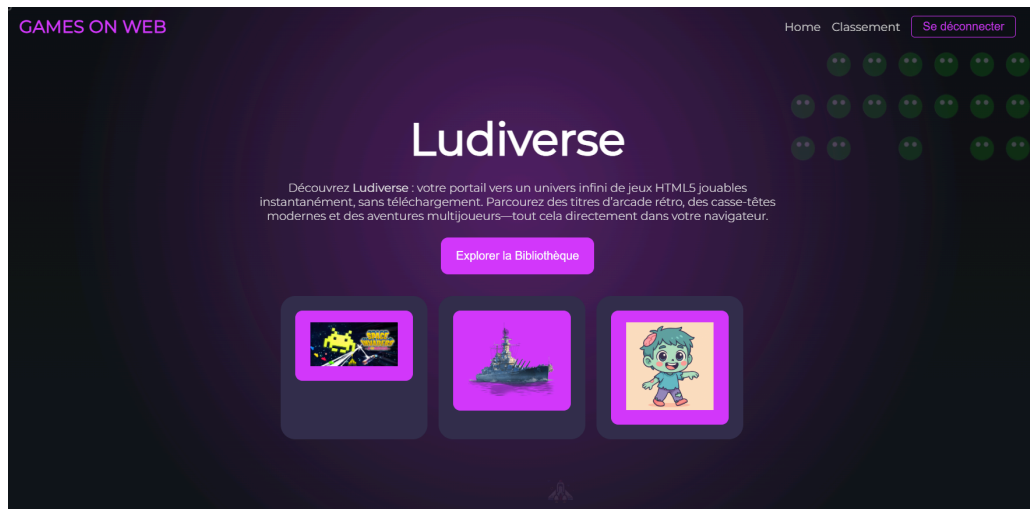 GAMES ON WEB
Home Classement Se déconnecter
Ludiverse
Découvrez Ludiverse : votre portail vers un univers infini de jeux HTML5 jouables
instantanément, sans téléchargement. Parcourez des titres d’arcade rétro, des casse-têtes
modernes et des aventures multijoueurs—tout cela directement dans votre navigateur.
Explorer la Bibliothèque
SPACE
INVADERS